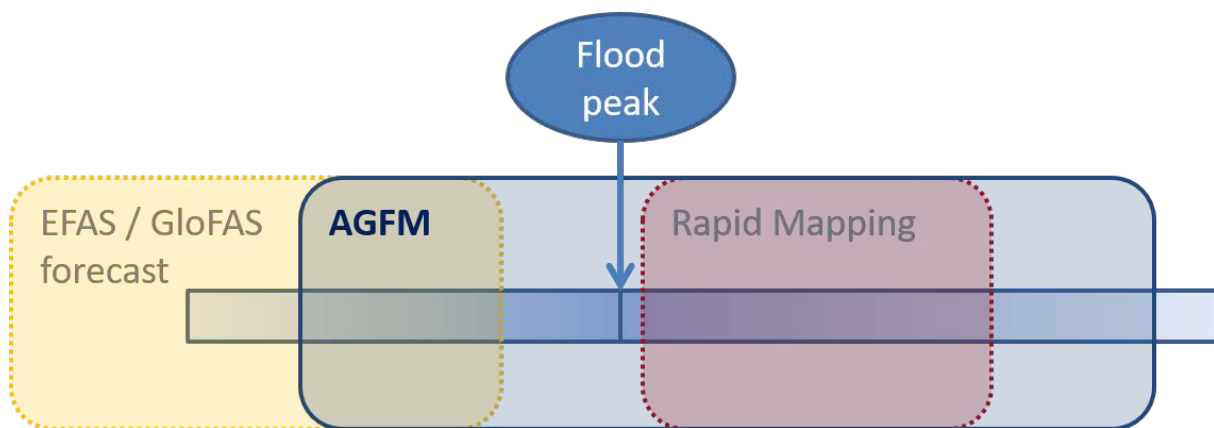 Flood
peak
EFAS / GloFAS
forecast
AGFM
Rapid Mapping